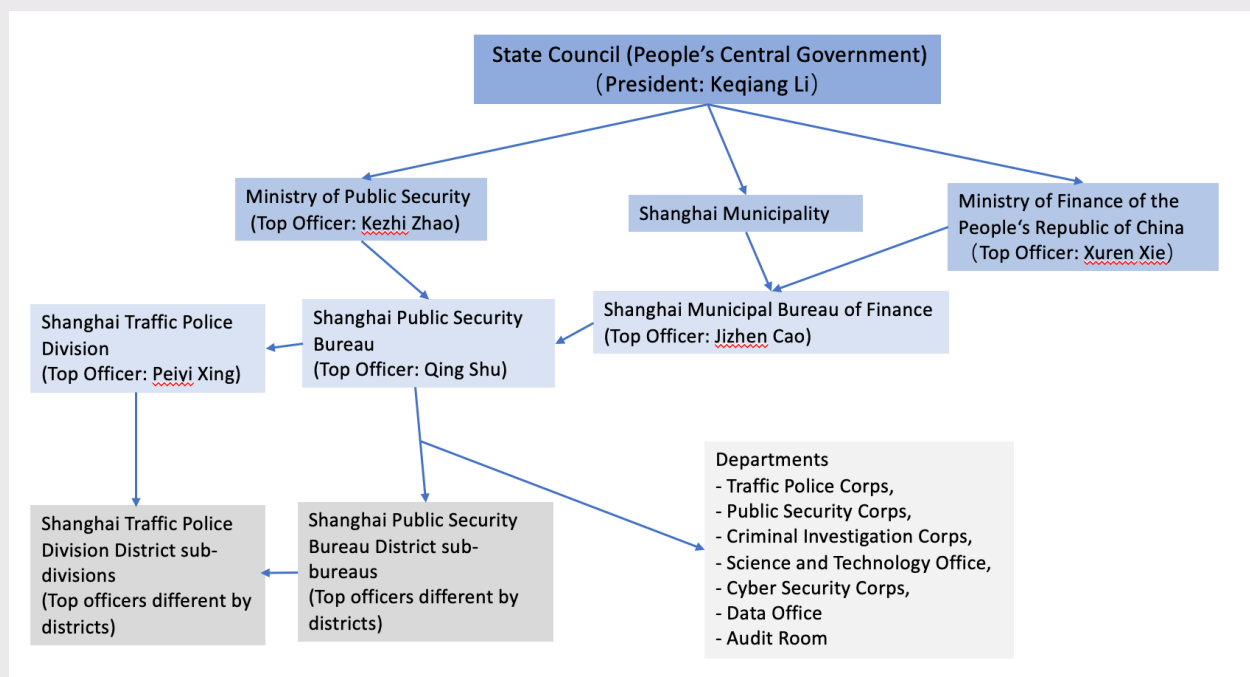 State Council (People’s Central Government)
（President: Keqiang Li）
Ministry of Public Security
(Top Officer: Kezhi Zhao)
Shanghai Municipality
Ministry of Finance of the
People‘s Republic of China
（Top Officer: Xuren Xie）
Shanghai Traffic Police
Division
(Top Officer: Peiyi Xing)
Shanghai Public Security
Bureau
(Top Officer: Qing Shu)
Shanghai Municipal Bureau of Finance
(Top Officer: Jizhen Cao)
Shanghai Traffic Police
Division District sub-
divisions
(Top officers different by
districts)
Shanghai Public Security
Bureau District sub-
bureaus
(Top officers different by
districts)
Departments
- Traffic Police Corps,
- Public Security Corps,
- Criminal Investigation Corps,
- Science and Technology Office,
- Cyber Security Corps,
- Data Office
- Audit Room